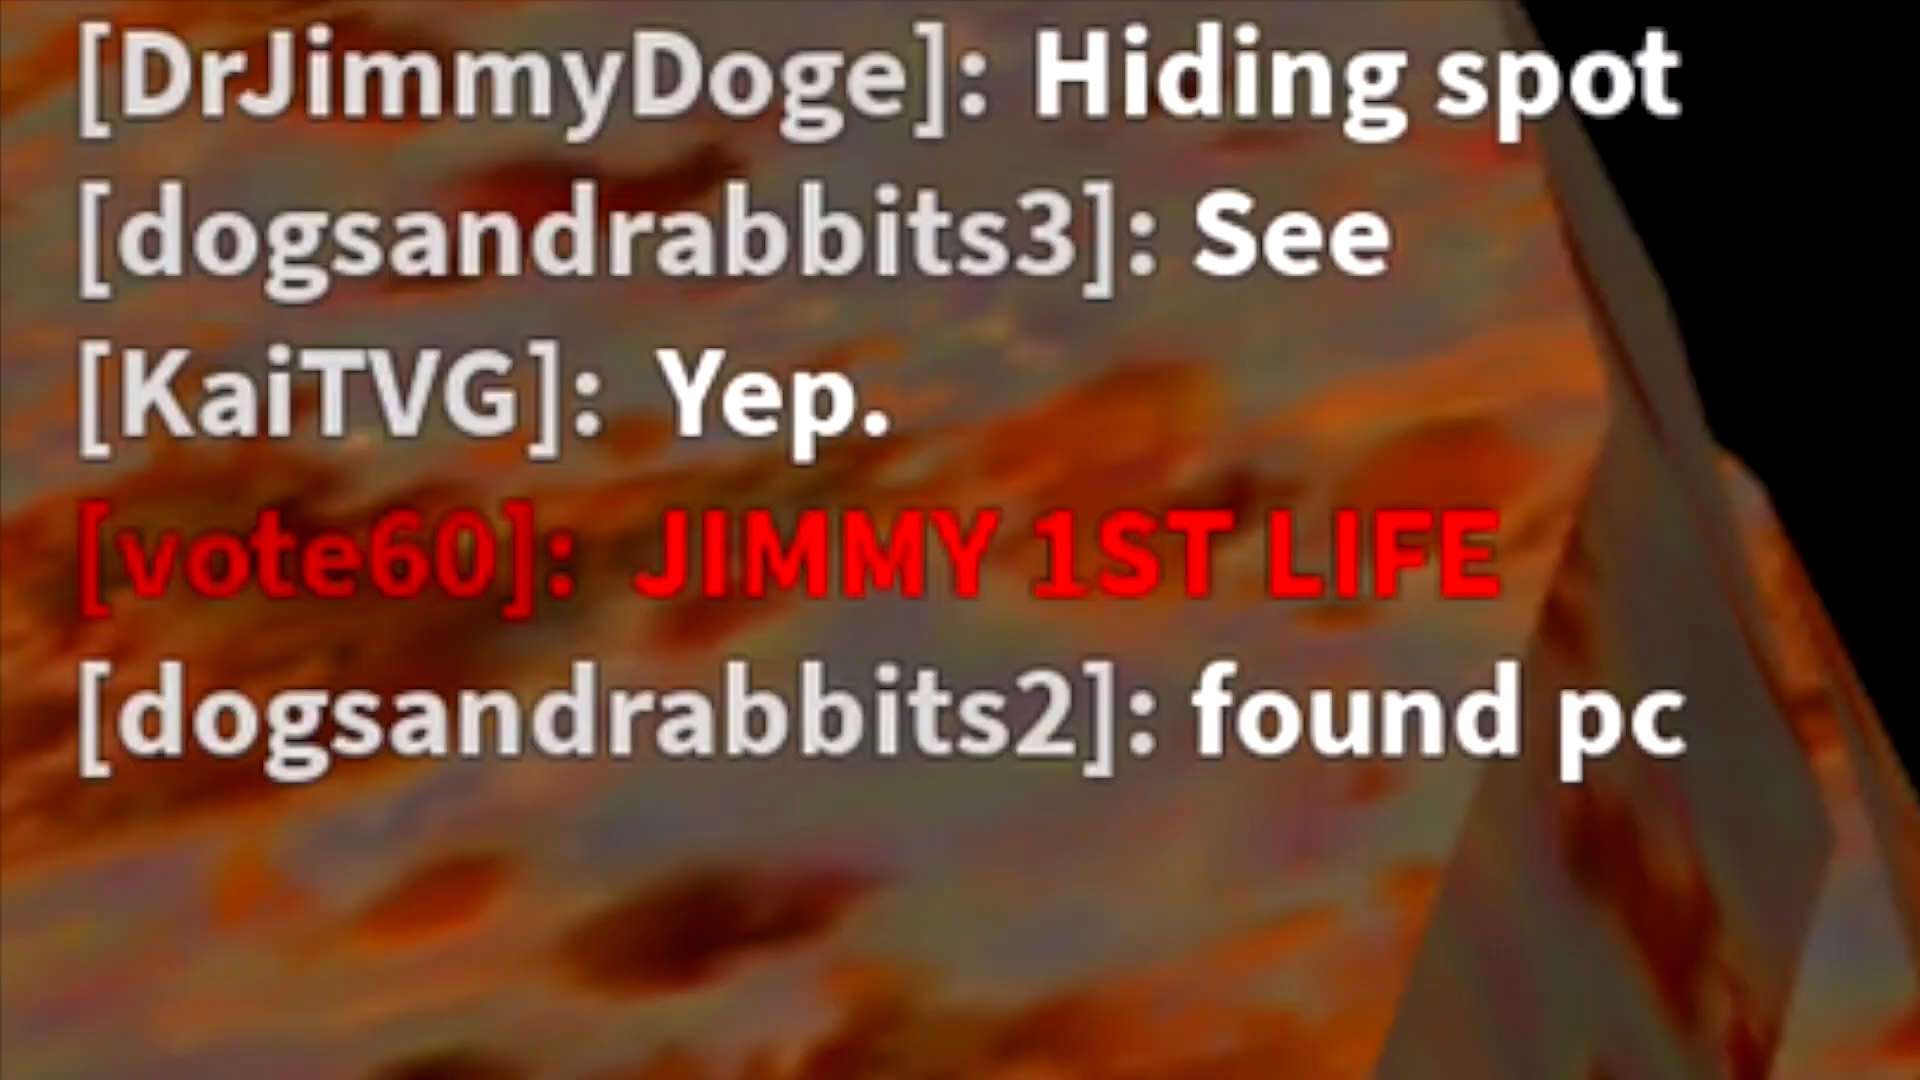 [DrJimmyDoge]: Hiding spot
[dogsandrabbits3]: See
[KaiTVG]: Yep.
[vote60]: JIMMY 1ST LIFE
[dogsandrabbits2]: found pc